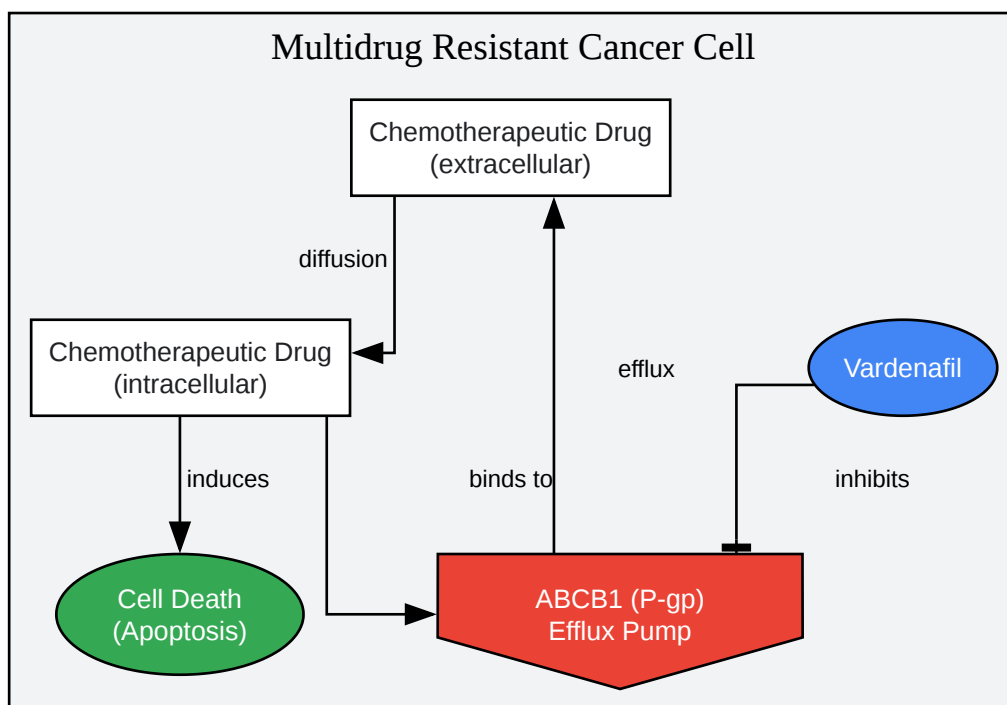 Multidrug Resistant Cancer Cell
Chemotherapeutic Drug
(extracellular)
diffusion
Chemotherapeutic Drug
(intracellular)
efflux
Vardenafil
induces
binds to
inhibits
Cell Death
(Apoptosis)
ABCB1 (P-gp)
Efflux Pump